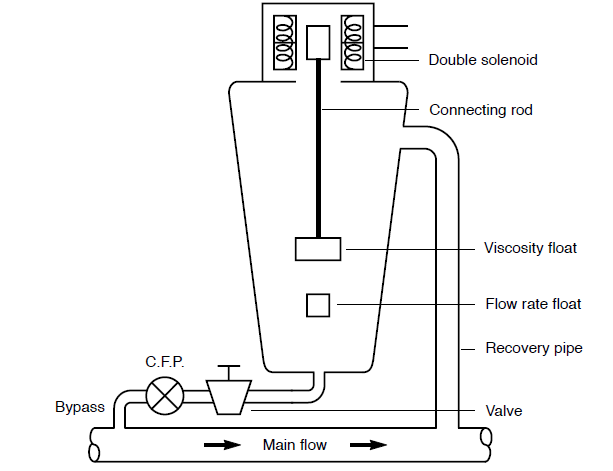 Double solenoid
Connecting rod
Viscosity float
Flow rate float
Recovery pipe
C.F.P.
Bypass
Valve
Main flow